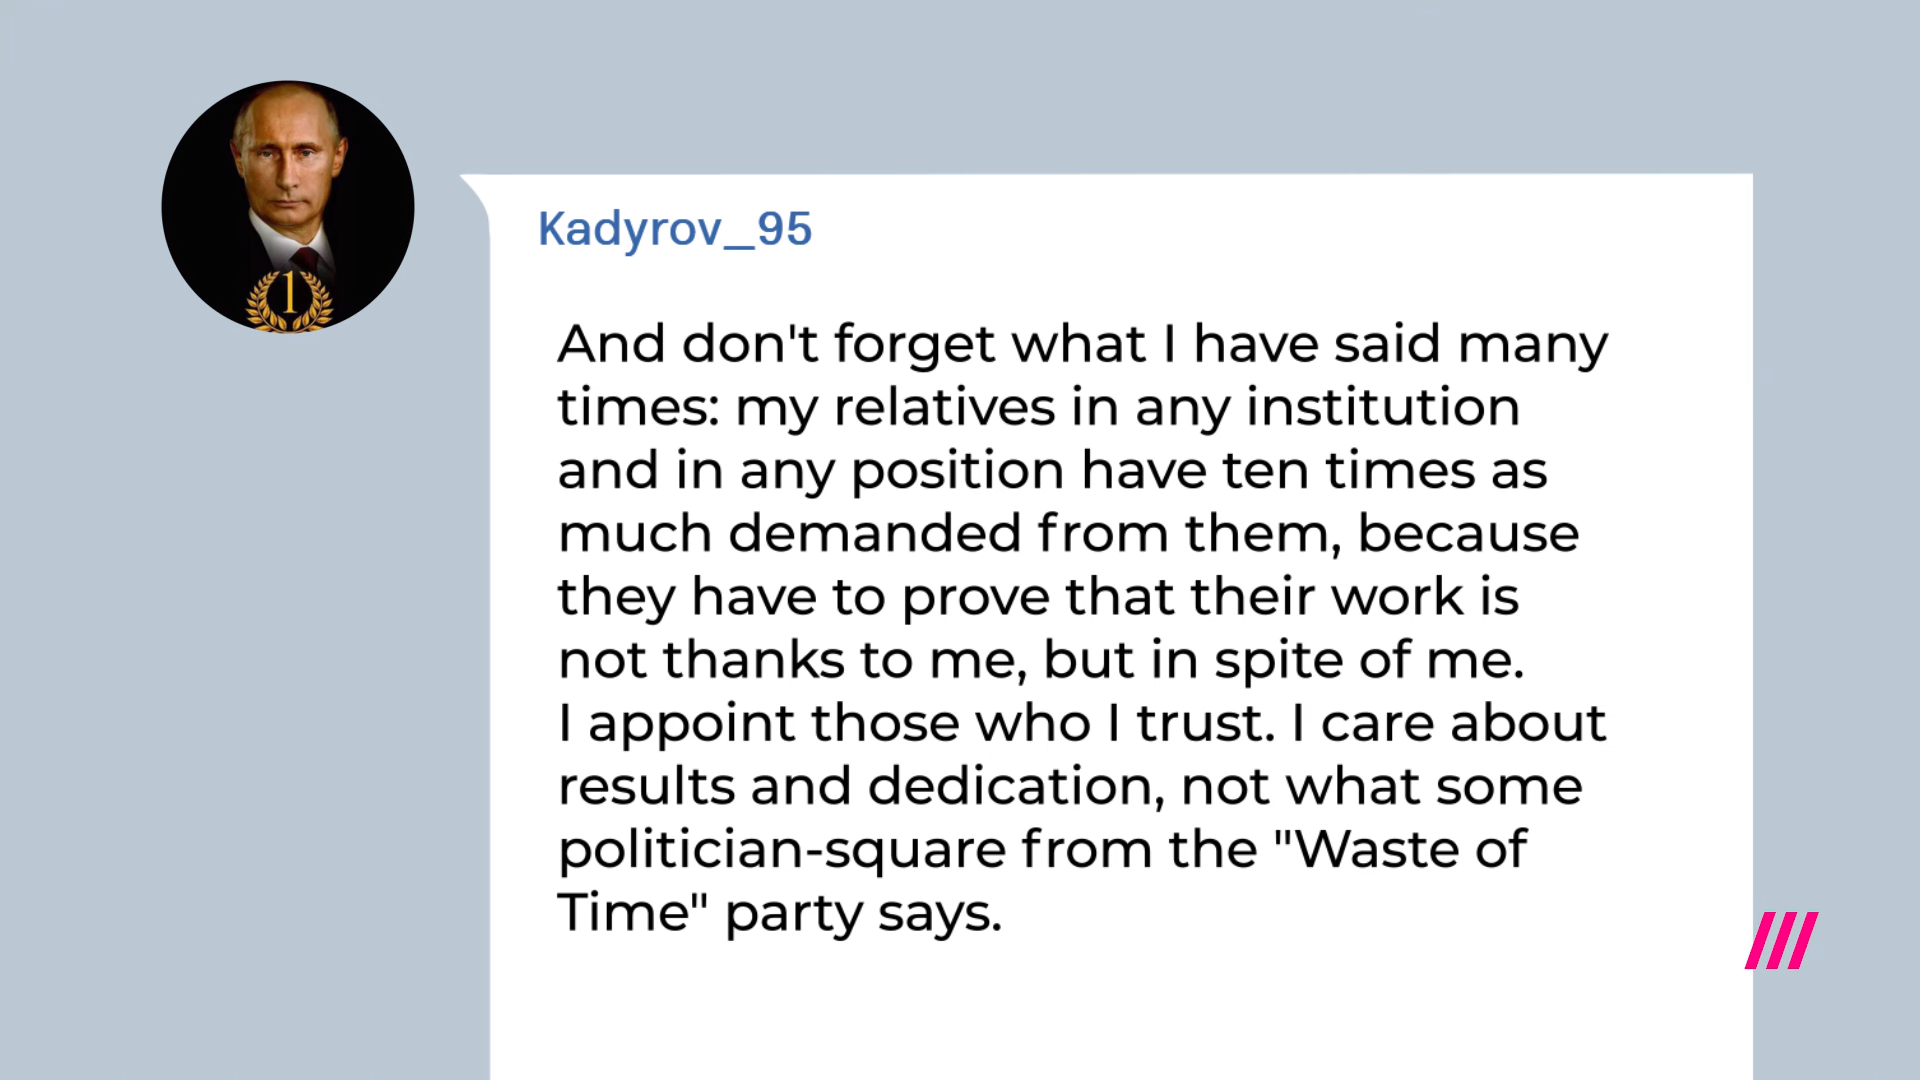 1
Kadyrov_95
And don't forget what I have said many
times: my relatives in any institution
and in any position have ten times as
much demanded from them, because
they have to prove that their work is
not thanks to me, but in spite of me.
I appoint those who I trust. I care about
results and dedication, not what some
politician-square from the "Waste of
Time" party says.